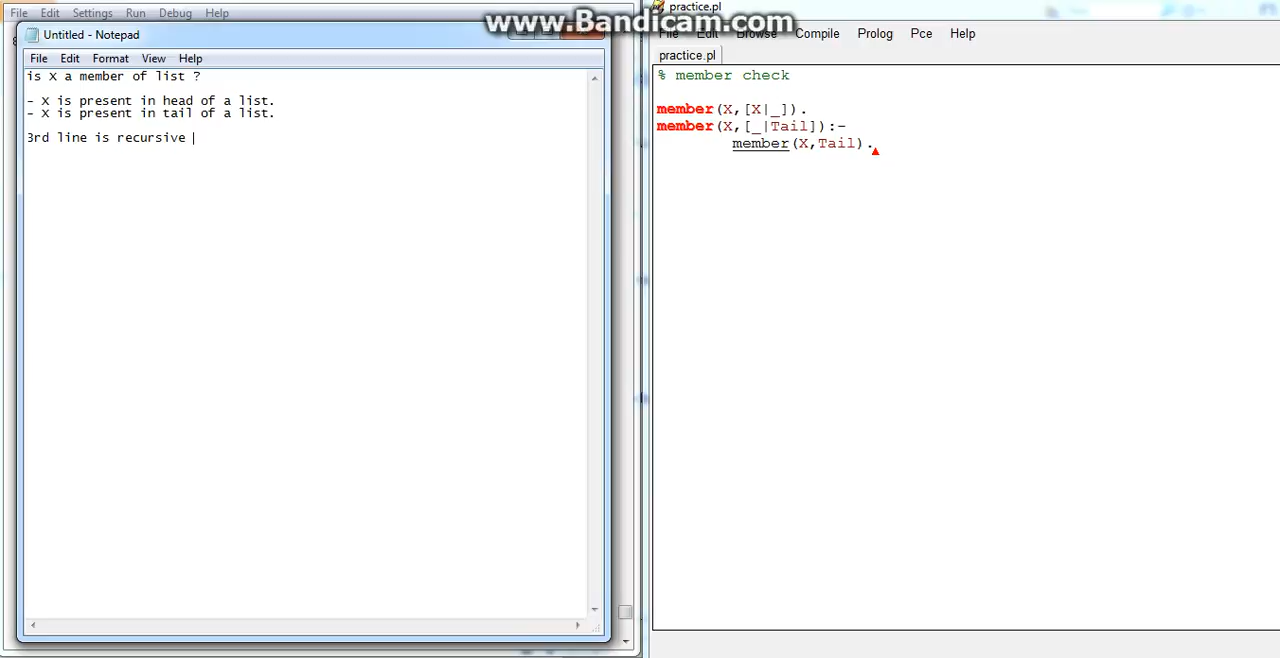 www.Bandicam.com
File Edit Settings Run Debug Help
Untitled - Notepad
File Edit Format View Help
is X a member of list ?
- X is present in head of a list.
- X is present in tail of a list.
3rd line is recursive
practice.pl
File Edit Browse Compile Prolog Pce Help
practice.pl
% member check
member(X,[X|_]).
member(X,[_|Tail]):-
member(X,Tail).